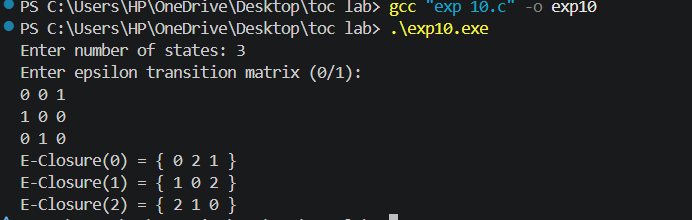 PS C:\Users\HP\OneDrive\Desktop\toc lab> gcc "exp 10.c" -o exp10
PS C:\Users\HP\OneDrive\Desktop\toc lab> .\exp10.exe
Enter number of states: 3
Enter epsilon transition matrix (0/1):
0 0 1
1 0 0
0 1 0
E-Closure(0) = { 0 2 1 }
E-Closure(1) = { 1 0 2 }
E-Closure(2) = { 2 1 0 }